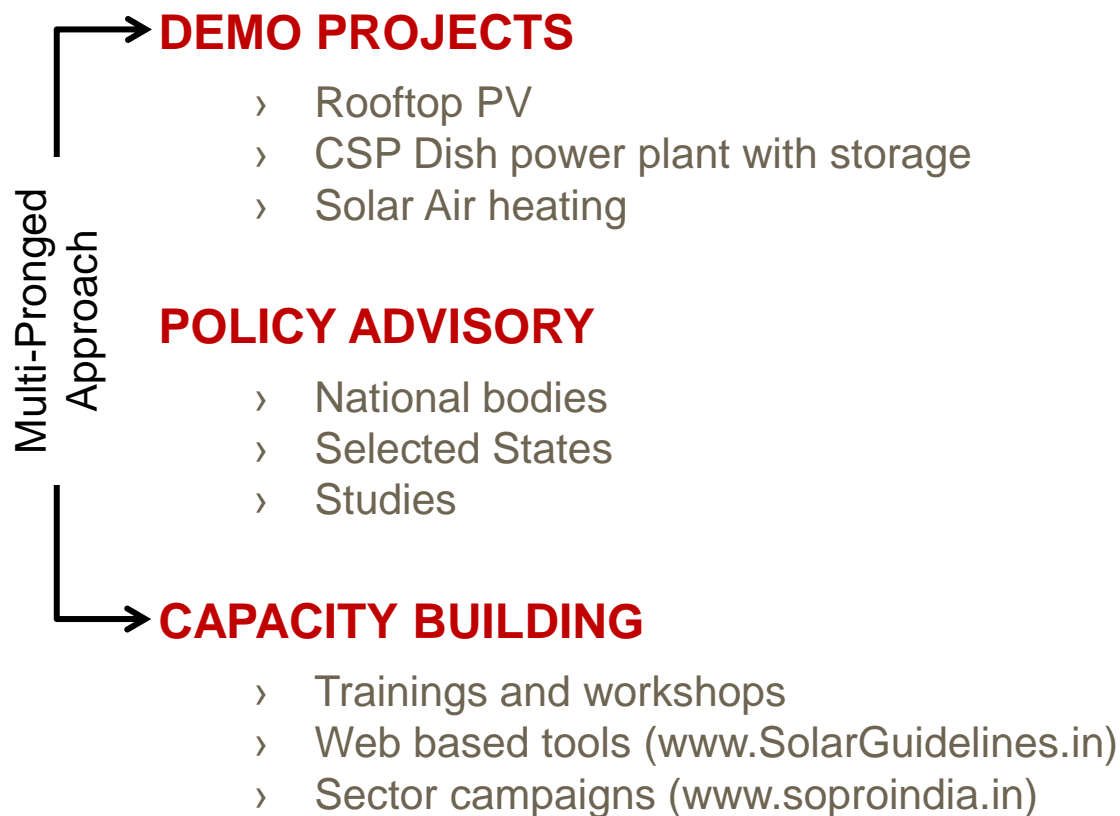 Multi-Pronged
Approach
DEMO PROJECTS
› Rooftop PV
› CSP Dish power plant with storage
› Solar Air heating
POLICY ADVISORY
› National bodies
› Selected States
› Studies
CAPACITY BUILDING
› Trainings and workshops
› Web based tools (www.SolarGuidelines.in)
› Sector campaigns (www.soproindia.in)